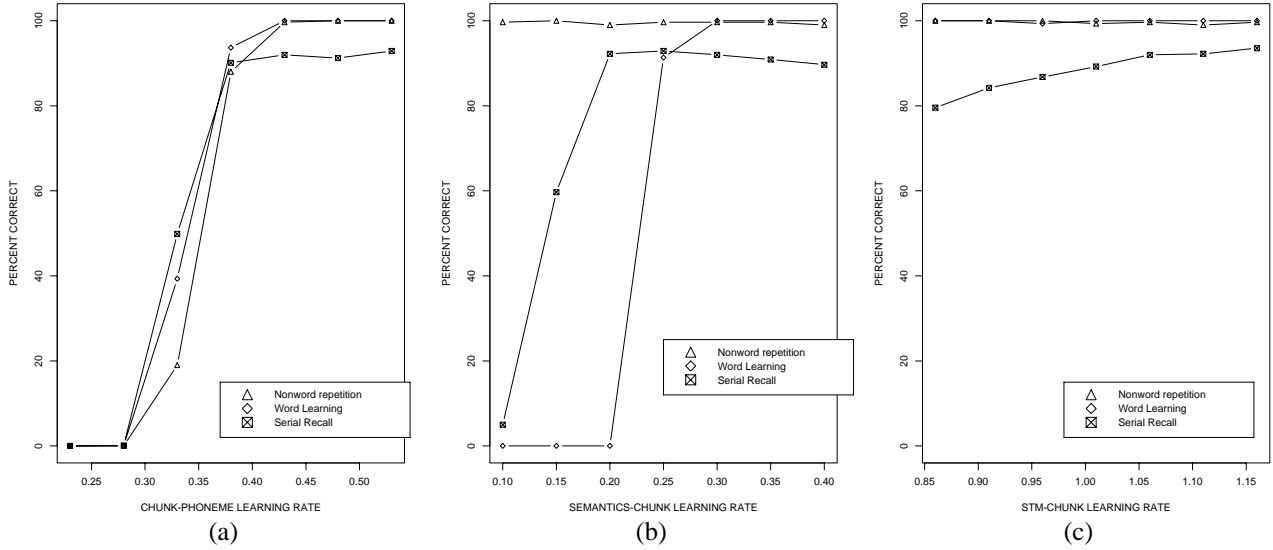 100
80
60
40
20
0
PERCENT CORRECT
0.25 0.30 0.35 0.40 0.45 0.50
CHUNK-PHONEME LEARNING RATE
Nonword repetition
Word Learning
Serial Recall
(a)
100
80
60
40
20
0
PERCENT CORRECT
0.10 0.15 0.20 0.25 0.30 0.35 0.40
SEMANTICS-CHUNK LEARNING RATE
Nonword repetition
Word Learning
Serial Recall
(b)
100
80
60
40
20
0
PERCENT CORRECT
0.85 0.90 0.95 1.00 1.05 1.10 1.15
STM-CHUNK LEARNING RATE
Nonword repetition
Word Learning
Serial Recall
(c)